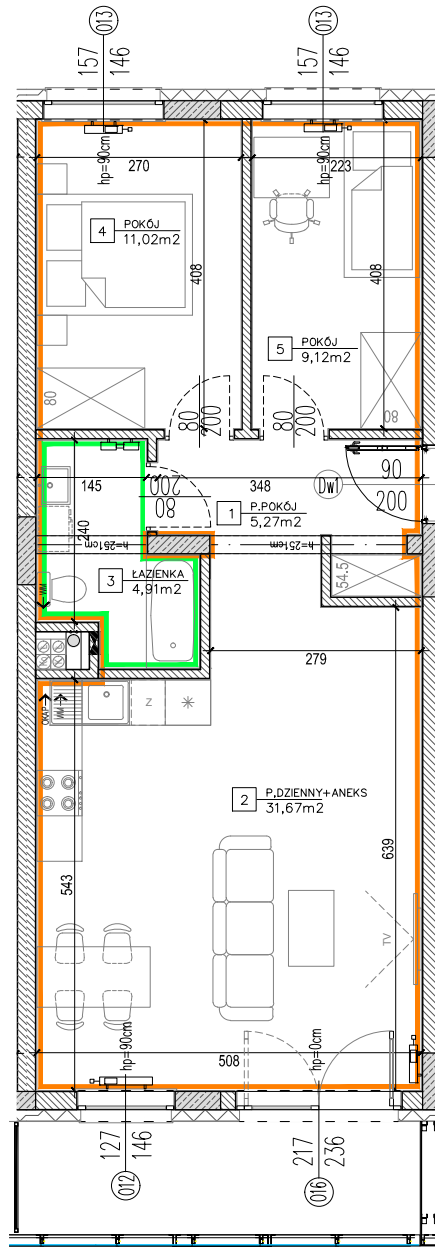 013
157
146
013
157
146
hp=90cm
270
hp=90cm
223
4 POKÓJ
11,02m2
408
408
5 POKÓJ
9,12m2
80
80
80
200
80
200
145
240
h=251cm
200
80
348
1 P.POKÓJ
5,27m2
Dw1
90
200
h=251cm
3 ŁAZIENKA
4,91m2
WM
54.5
279
OKAP
WM
Z
2 P.DZIENNY+ANEKS
31,67m2
543
639
TV
hp=90cm
508
hp=0cm
127
146
012
217
236
016